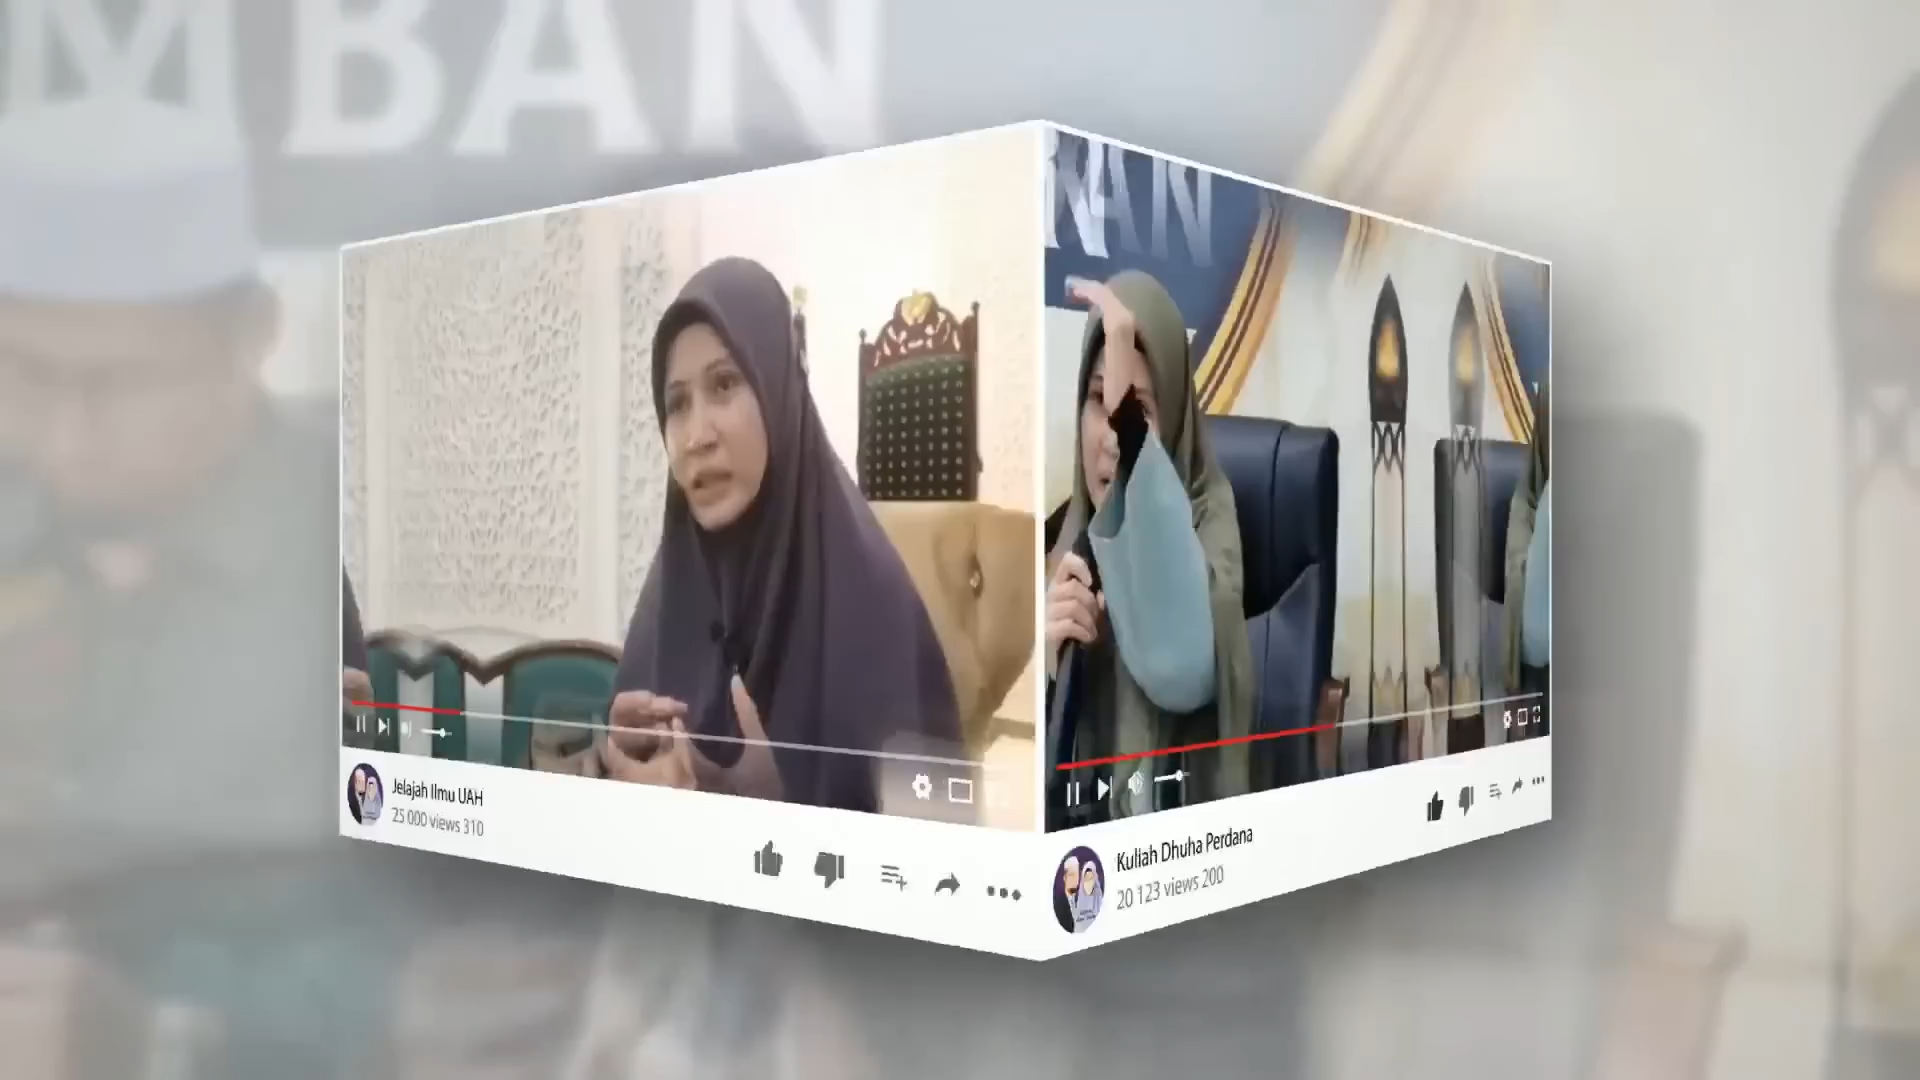 MBAN
RAN
Jelajah Ilmu UAH
25 000 views 310
Kuliah Dhuha Perdana
20 123 views 200